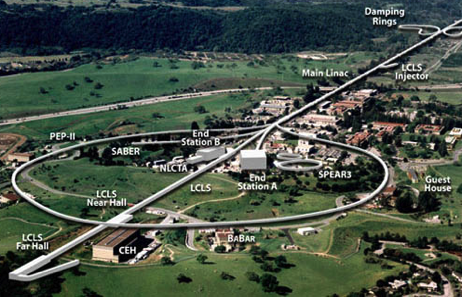 Damping
Rings
Main Linac
LCLS
Injector
PEP-II
SABER
End
Station B
NLCTA
LCLS
End
Station A
SPEAR3
Guest
House
LCLS
Near Hall
LCLS
Far Hall
CEH
BABAR